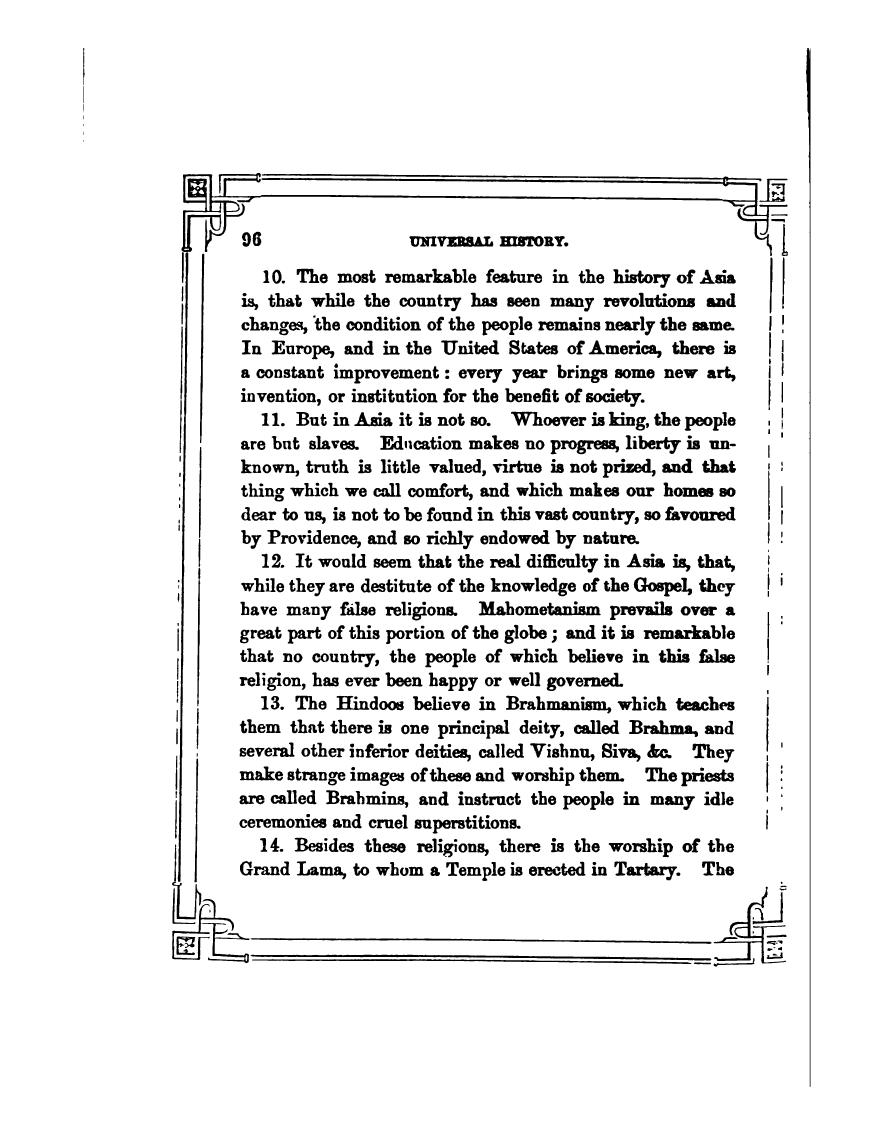 96 UNIVERSAL HISTORY.
10. The most remarkable feature in the history of Asia
is, that while the country has seen many revolutions and
changes, the condition of the people remains nearly the same.
In Europe, and in the United States of America, there is
a constant improvement : every year brings some new art,
invention, or institution for the benefit of society.
11. But in Asia it is not so. Whoever is king, the people
are but slaves. Education makes no progress, liberty is un-
known, truth is little valued, virtue is not prized, and that
thing which we call comfort, and which makes our homes so
dear to us, is not to be found in this vast country, so favoured
by Providence, and so richly endowed by nature.
12. It would seem that the real difficulty in Asia is, that,
while they are destitute of the knowledge of the Gospel, they
have many false religions. Mahometanism prevails over a
great part of this portion of the globe ; and it is remarkable
that no country, the people of which believe in this false
religion, has ever been happy or well governed.
13. The Hindoos believe in Brahmanism, which teaches
them that there is one principal deity, called Brahma, and
several other inferior deities, called Vishnu, Siva, &c. They
make strange images of these and worship them. The priests
are called Brahmins, and instruct the people in many idle
ceremonies and cruel superstitions.
14. Besides these religions, there is the worship of the
Grand Lama, to whom a Temple is erected in Tartary. The